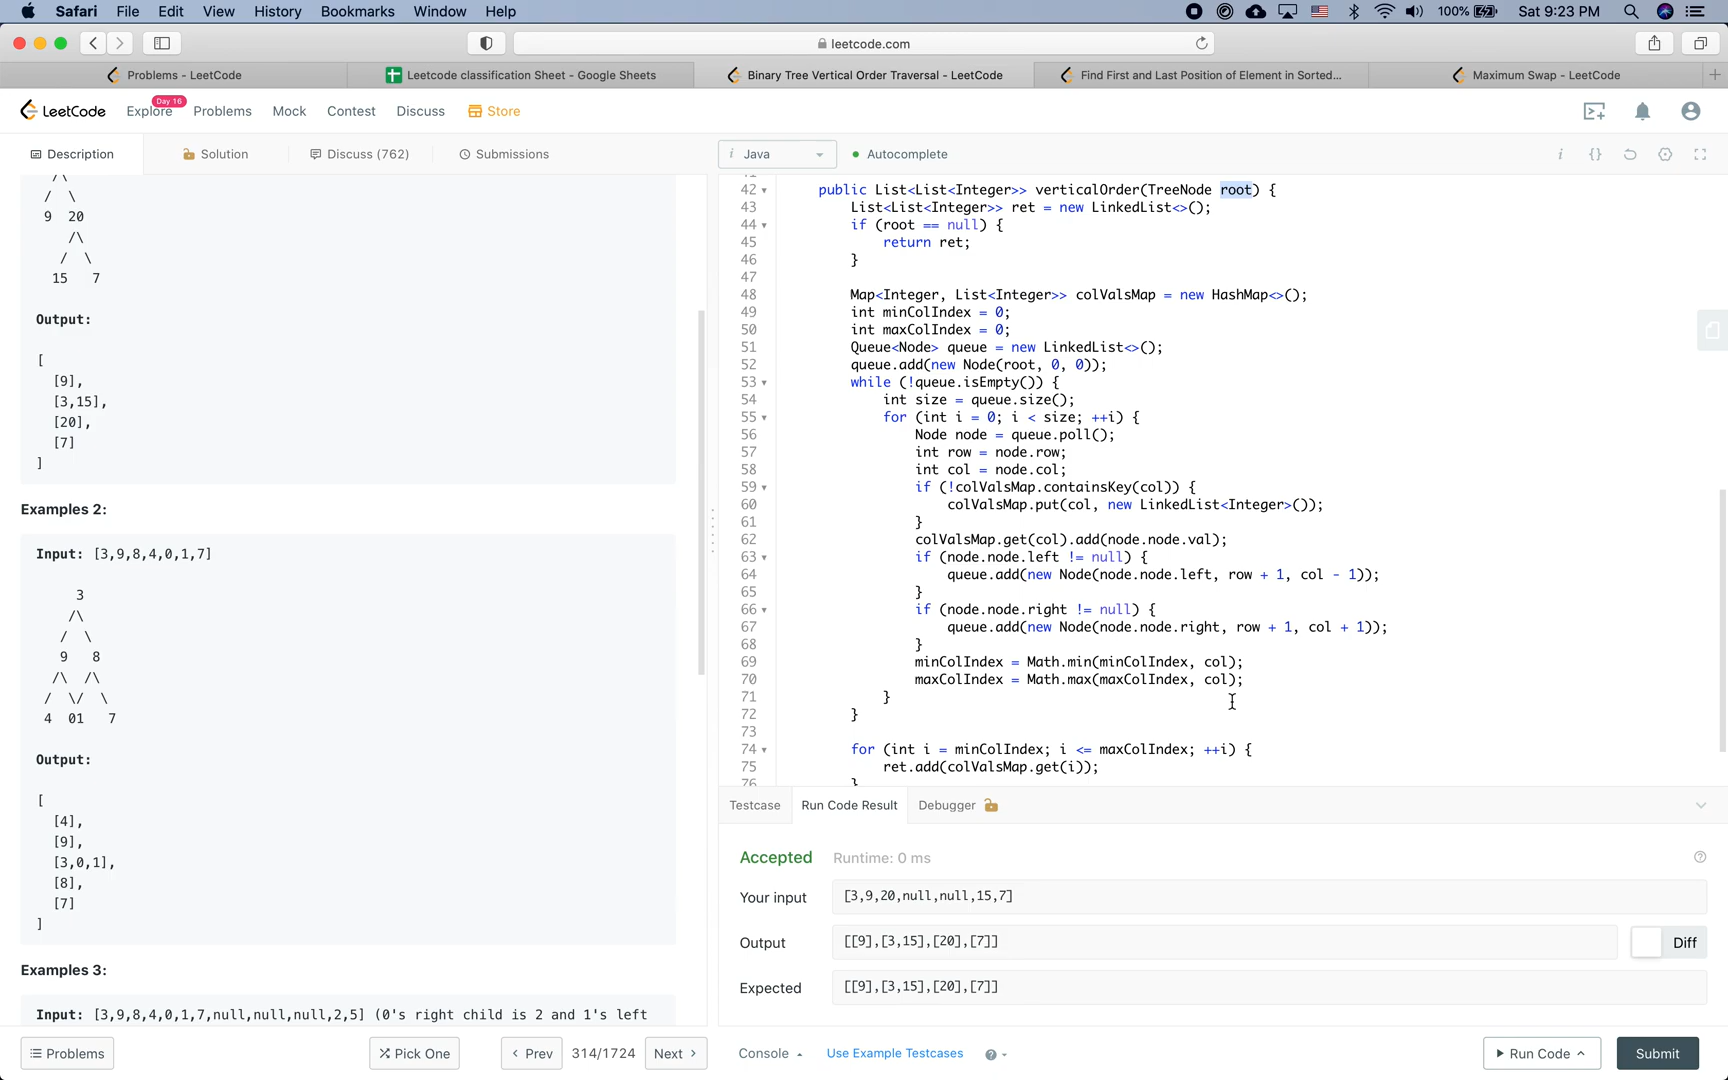 Safari File Edit View History Bookmarks Window Help 100% Sat 9:23 PM
leetcode.com
Problems - LeetCode Leetcode classification Sheet - Google Sheets Binary Tree Vertical Order Traversal - LeetCode Find First and Last Position of Element in Sorted... Maximum Swap - LeetCode
LeetCode Explore Day 16 Problems Mock Contest Discuss Store
Description Solution Discuss (762) Submissions
/\
/ \
9 20
/\
/ \
15 7
Output:
[
[9],
[3,15],
[20],
[7]
]
Examples 2:
Input: [3,9,8,4,0,1,7]
3
/\
/ \
9 8
/\ /\
/ \/ \
4 01 7
Output:
[
[4],
[9],
[3,0,1],
[8],
[7]
]
Examples 3:
Input: [3,9,8,4,0,1,7,null,null,null,2,5] (0's right child is 2 and 1's left
Problems Pick One < Prev 314/1724 Next >
i Java Autocomplete i {}
42 public List<List<Integer>> verticalOrder(TreeNode root) {
43 List<List<Integer>> ret = new LinkedList<>();
44 if (root == null) {
45 return ret;
46 }
47
48 Map<Integer, List<Integer>> colValsMap = new HashMap<>();
49 int minColIndex = 0;
50 int maxColIndex = 0;
51 Queue<Node> queue = new LinkedList<>();
52 queue.add(new Node(root, 0, 0));
53 while (!queue.isEmpty()) {
54 int size = queue.size();
55 for (int i = 0; i < size; ++i) {
56 Node node = queue.poll();
57 int row = node.row;
58 int col = node.col;
59 if (!colValsMap.containsKey(col)) {
60 colValsMap.put(col, new LinkedList<Integer>());
61 }
62 colValsMap.get(col).add(node.node.val);
63 if (node.node.left != null) {
64 queue.add(new Node(node.node.left, row + 1, col - 1));
65 }
66 if (node.node.right != null) {
67 queue.add(new Node(node.node.right, row + 1, col + 1));
68 }
69 minColIndex = Math.min(minColIndex, col);
70 maxColIndex = Math.max(maxColIndex, col);
71 }
72 }
73
74 for (int i = minColIndex; i <= maxColIndex; ++i) {
75 ret.add(colValsMap.get(i));
76 }
Testcase Run Code Result Debugger
Accepted Runtime: 0 ms
Your input [3,9,20,null,null,15,7]
Output [[9],[3,15],[20],[7]] Diff
Expected [[9],[3,15],[20],[7]]
Console Use Example Testcases ? Run Code Submit